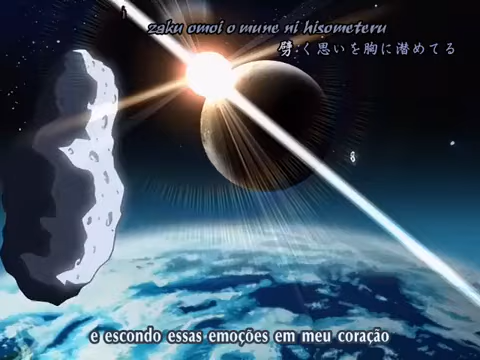 zaku omoi o mune ni hisometeru
劈く思いを胸に潜めてる
e escondo essas emoções em meu coração